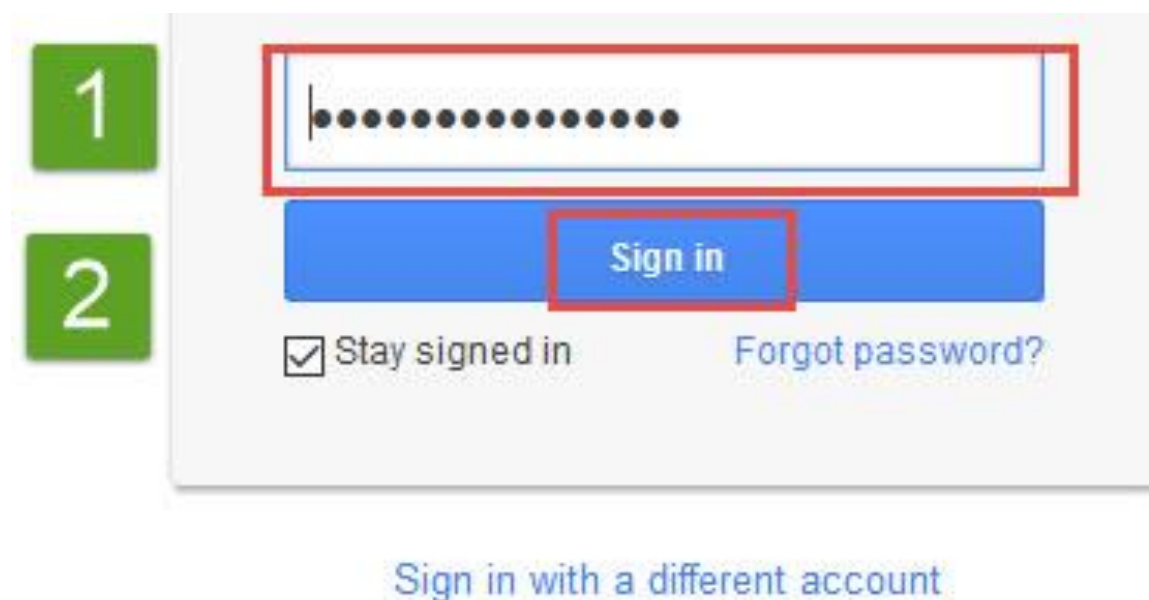 1
•••••••••••••••
2
Sign in
Stay signed in
Forgot password?
Sign in with a different account